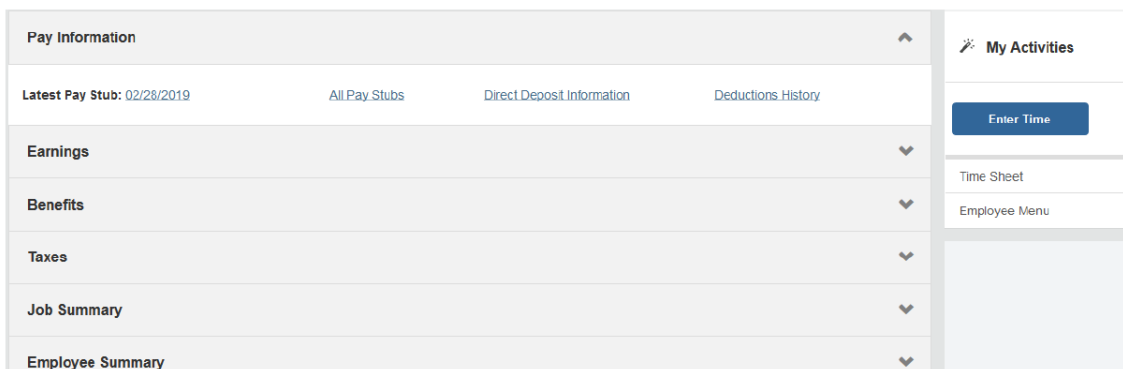 Pay Information
Latest Pay Stub: 02/28/2019 All Pay Stubs Direct Deposit Information Deductions History
Earnings
Benefits
Taxes
Job Summary
Employee Summary
My Activities
Enter Time
Time Sheet
Employee Menu